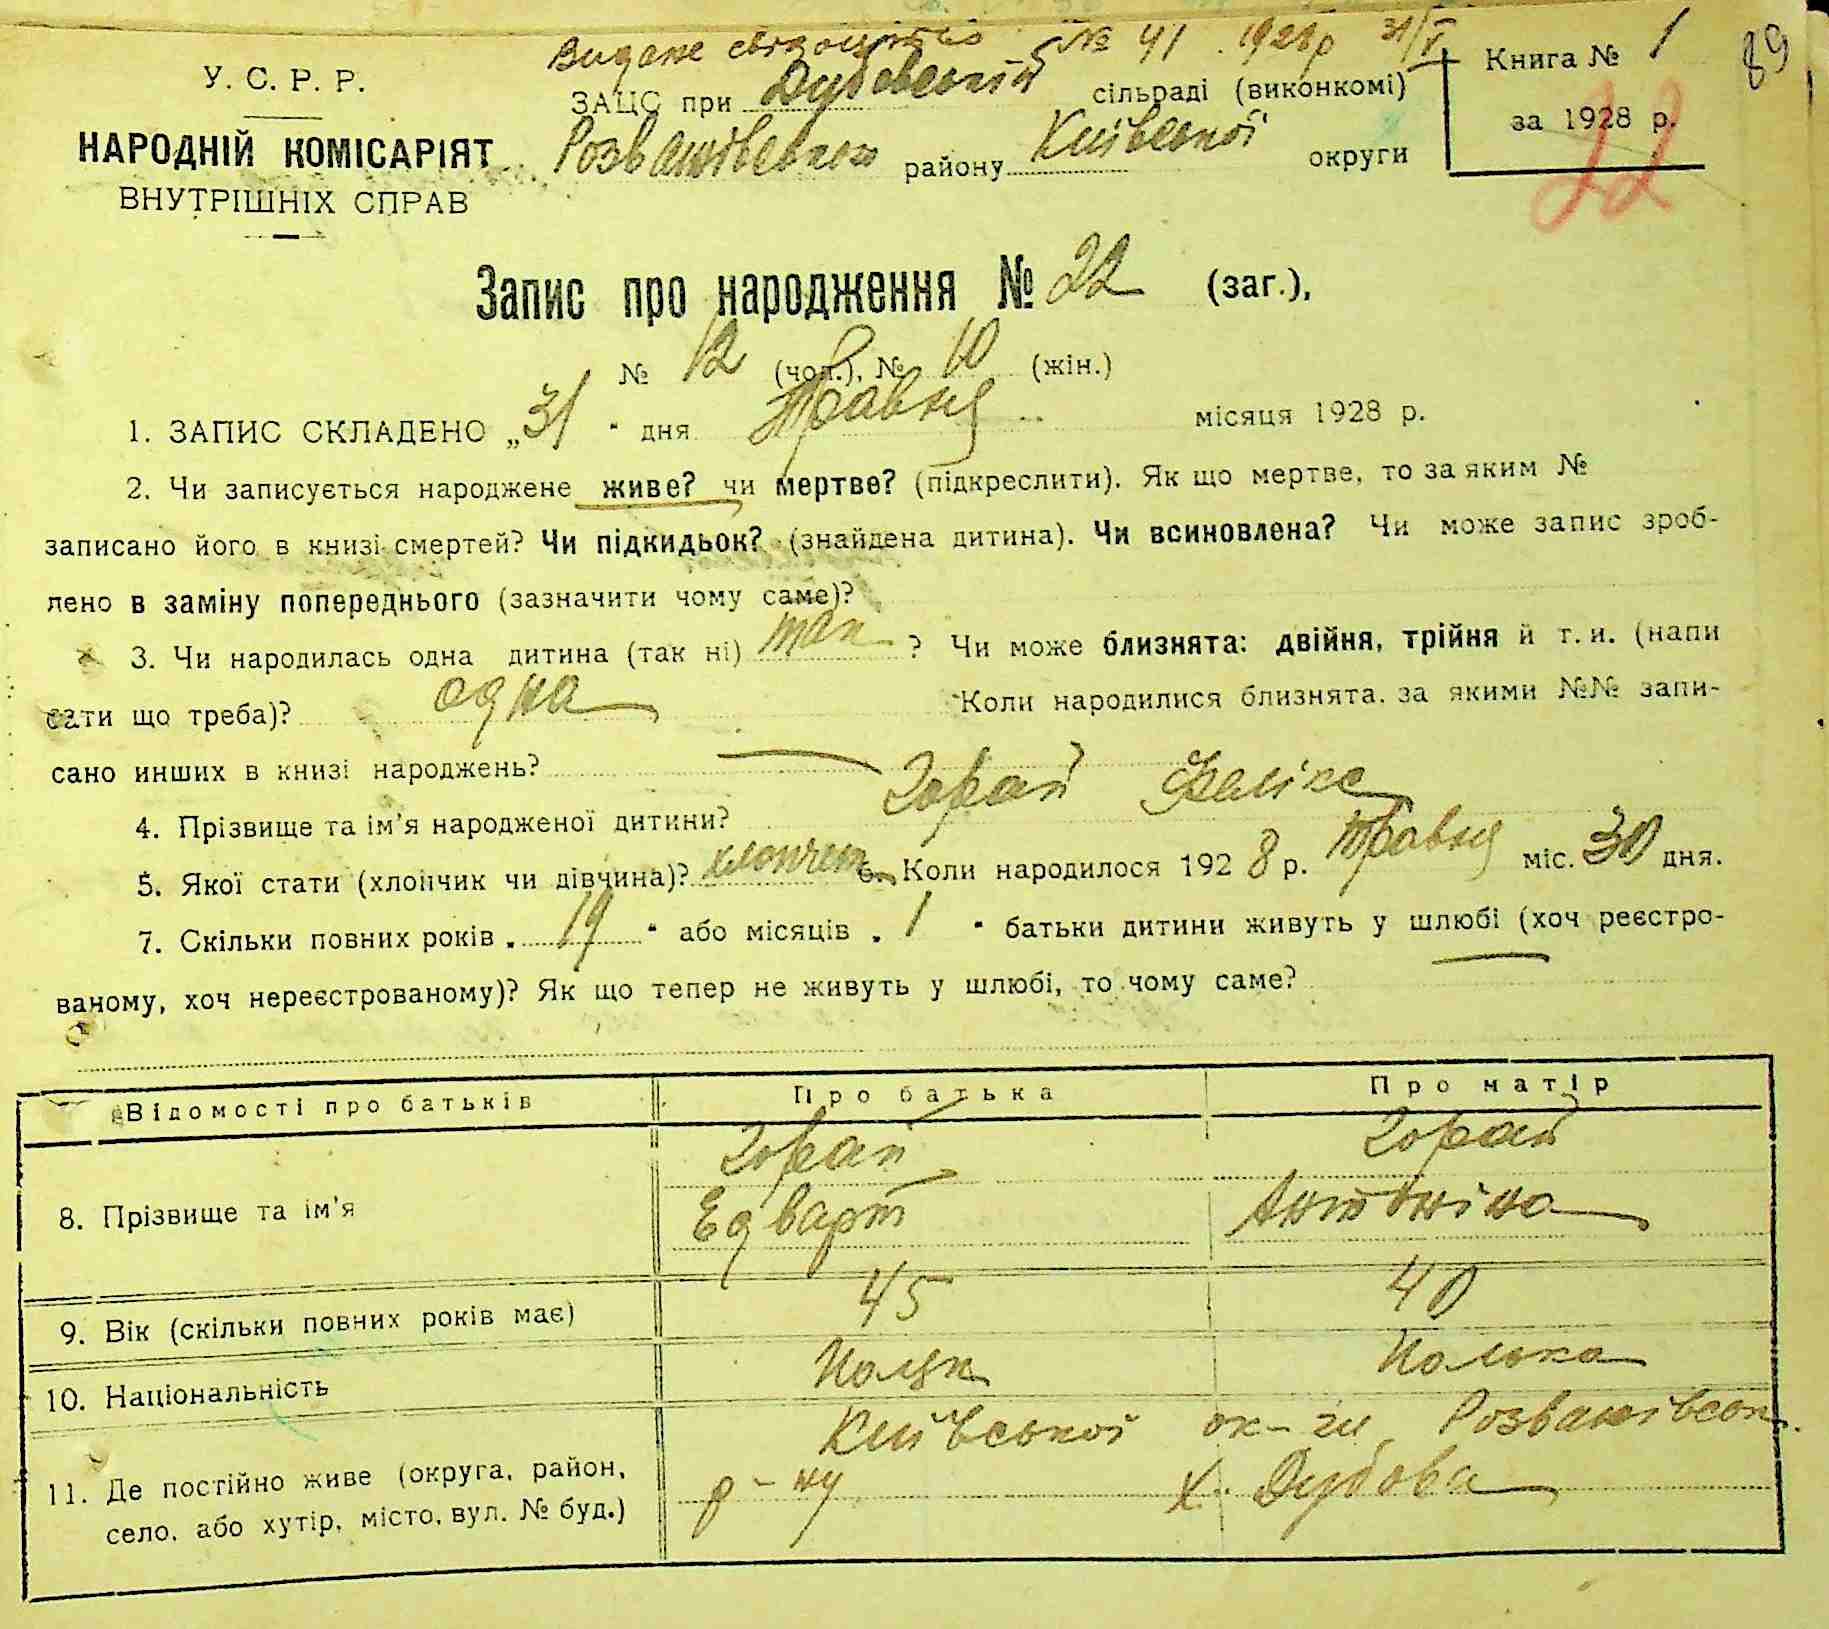 Видане свідоцтво № 41 1928 р 31/V
89
У. С. Р. Р.
НАРОДНІЙ КОМІСАРІЯТ
ВНУТРІШНІХ СПРАВ
ЗАЦС при Дубовській сільраді (виконкомі)
Розважівського району Київської округи
Книга № 1
за 1928 р.
22
Запис про народження № 22 (заг.),
№ 12 (чол.), № 10 (жін.)
1. ЗАПИС СКЛАДЕНО „31" дня Травня місяця 1928 р.
2. Чи записується народжене живе? чи мертве? (підкреслити). Як що мертве, то за яким №
записано його в книзі смертей? Чи підкидьок? (знайдена дитина). Чи всиновлена? Чи може запис зроб-
лено в заміну попереднього (зазначити чому саме)?
3. Чи народилась одна дитина (так ні) так ? Чи може близнята: двійня, трійня й т. и. (напи
сати що треба)? одна Коли народилися близнята, за якими №№ запи-
сано инших в книзі народжень? —
4. Прізвище та ім'я народженої дитини? Горай Фелікс
5. Якої стати (хлопчик чи дівчина)? хлопчет 6. Коли народилося 1928 р. Травня міс. 30 дня.
7. Скільки повних років „19" або місяців „1" батьки дитини живуть у шлюбі (хоч реєстро-
ваному, хоч нереєстрованому)? Як що тепер не живуть у шлюбі, то чому саме?
Відомості про батьків Про батька Про матір
8. Прізвище та ім'я Горай Едварт Горай Антоніна
9. Вік (скільки повних років має) 45 40
10. Національність Поляк Полька
11. Де постійно живе (округа, район, Київської ок-ги Розважівськ.
село, або хутір, місто, вул. № буд.) р-ну х. Дубова